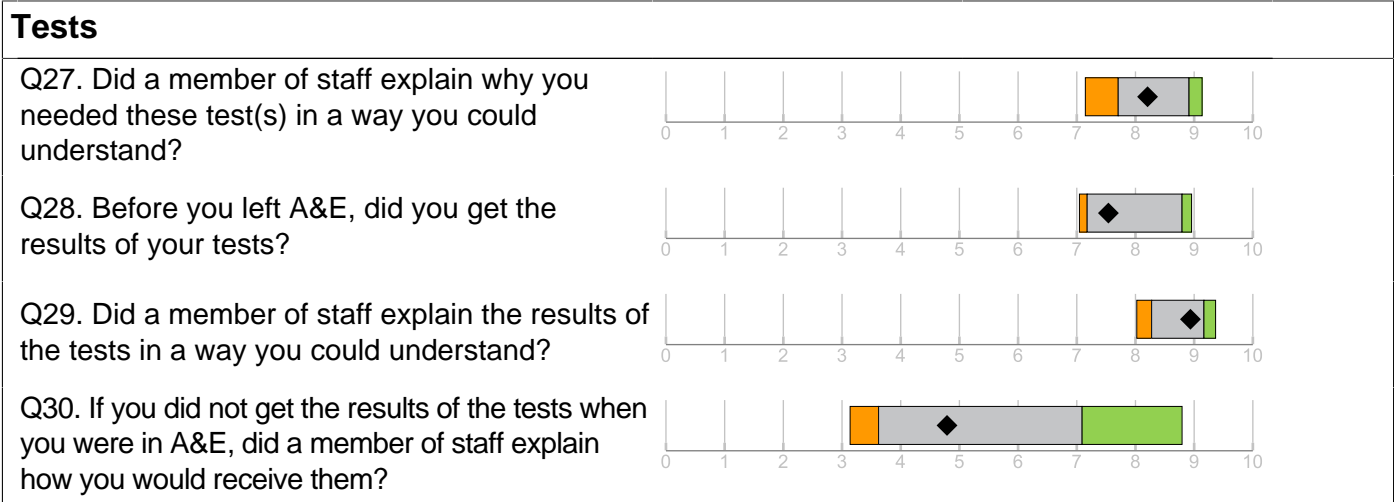 Tests
Q27. Did a member of staff explain why you
needed these test(s) in a way you could
understand?
0 1 2 3 4 5 6 7 8 9 10
Q28. Before you left A&E, did you get the
results of your tests?
0 1 2 3 4 5 6 7 8 9 10
Q29. Did a member of staff explain the results of
the tests in a way you could understand?
0 1 2 3 4 5 6 7 8 9 10
Q30. If you did not get the results of the tests when
you were in A&E, did a member of staff explain
how you would receive them?
0 1 2 3 4 5 6 7 8 9 10